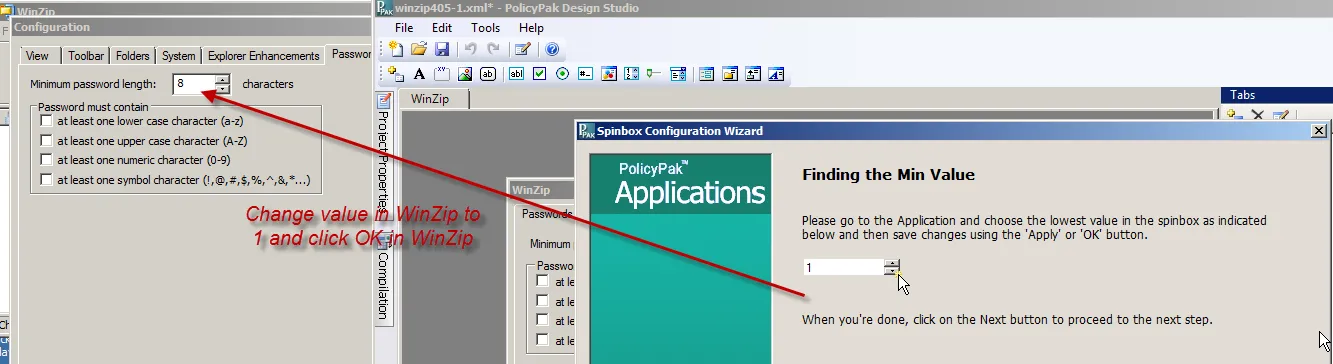 WinZip
Configuration
View Toolbar Folders System Explorer Enhancements Passwor
Minimum password length: 8 characters
Password must contain
at least one lower case character (a-z)
at least one upper case character (A-Z)
at least one numeric character (0-9)
at least one symbol character (!,@,#,$,%,^,&,*...)
Change value in WinZip to
1 and click OK in WinZip
winzip405-1.xml* - PolicyPak Design Studio
File Edit Tools Help
WinZip
Project Properties
Compilation
Tabs
WinZip
Passwords
Minimum p
Passwo
at le
at le
at le
at le
Spinbox Configuration Wizard
PolicyPak™
Applications
Finding the Min Value
Please go to the Application and choose the lowest value in the spinbox as indicated
below and then save changes using the 'Apply' or 'OK' button.
1
When you're done, click on the Next button to proceed to the next step.